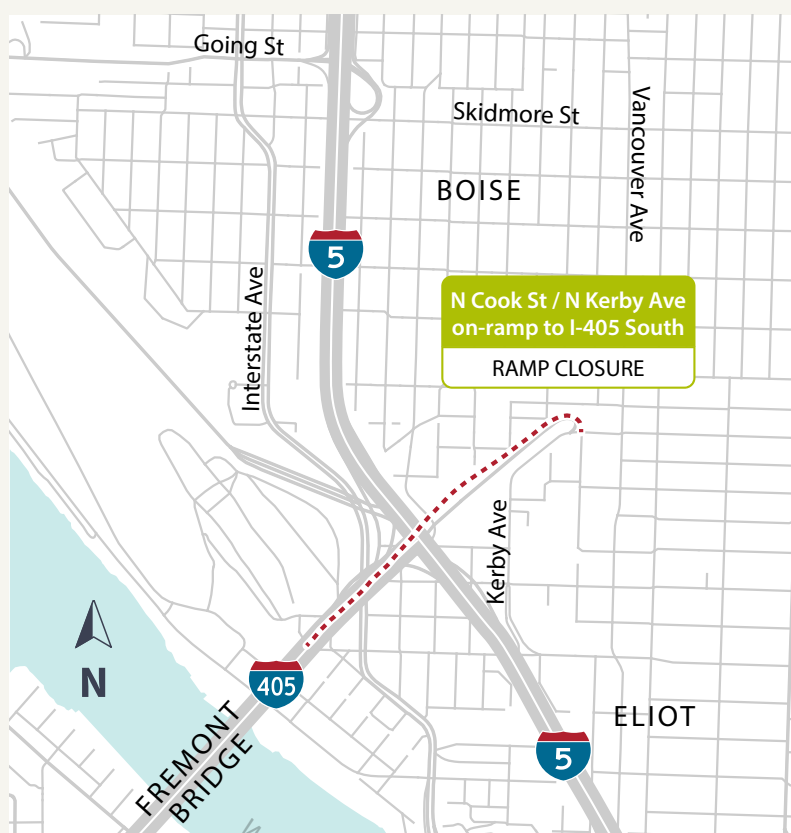 Going St
Skidmore St
Vancouver Ave
BOISE
5
Interstate Ave
N Cook St / N Kerby Ave
on-ramp to I-405 South
RAMP CLOSURE
Kerby Ave
N
405
FREMONT
BRIDGE
ELIOT
5